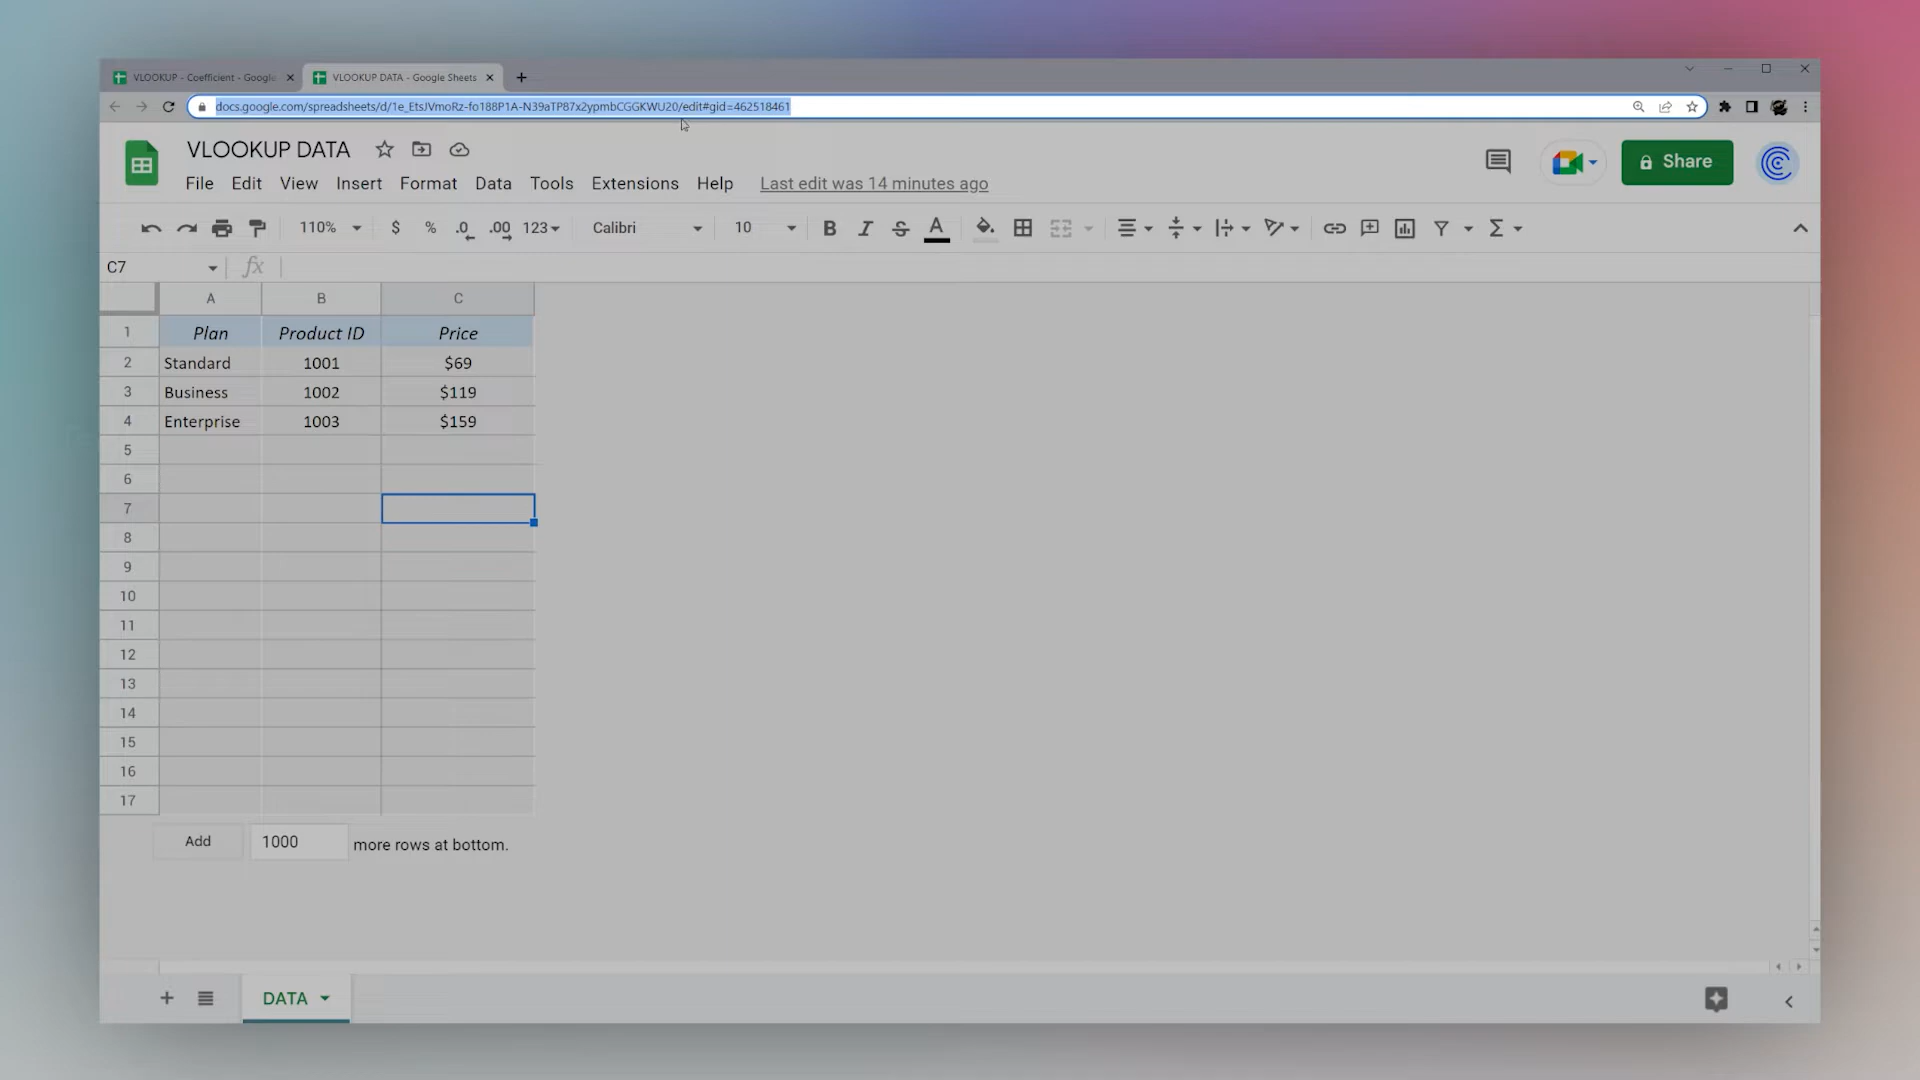 VLOOKUP - Coefficient - Google
VLOOKUP DATA - Google Sheets
docs.google.com/spreadsheets/d/1e_EtsJVmoRz-fo188P1A-N39aTP87x2ypmbCGGKWU20/edit#gid=462518461
VLOOKUP DATA
Share
File Edit View Insert Format Data Tools Extensions Help Last edit was 14 minutes ago
110% $ % .0 .00 123 Calibri 10 B I S A
C7 fx
A B C
1 Plan Product ID Price
2 Standard 1001 $69
3 Business 1002 $119
4 Enterprise 1003 $159
5
6
7
8
9
10
11
12
13
14
15
16
17
Add 1000 more rows at bottom.
DATA